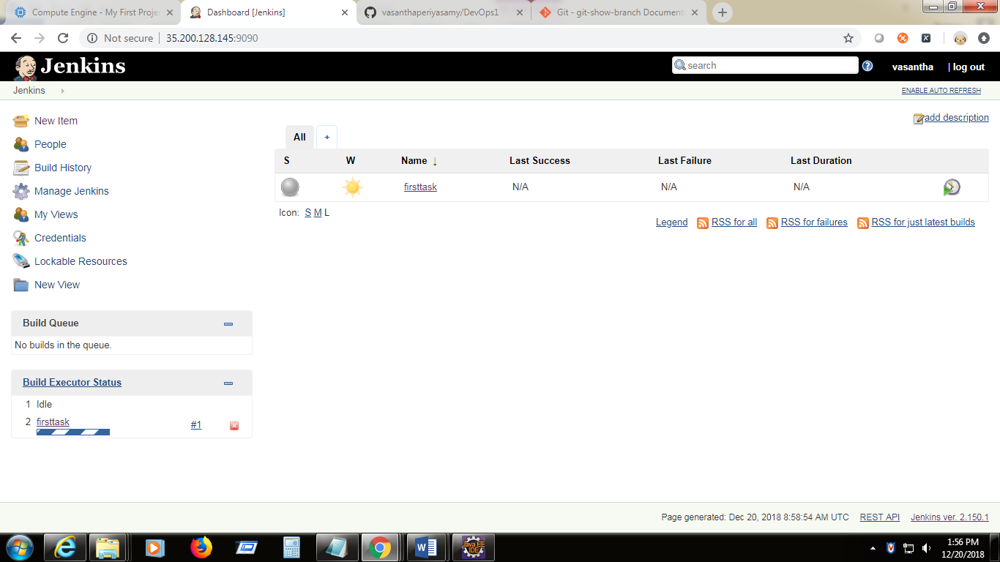 Compute Engine - My First Proje
Dashboard [Jenkins]
vasanthaperiyasamy/DevOps1
Git - git-show-branch Document
Not secure | 35.200.128.145:9090
Jenkins
search
vasantha
| log out
Jenkins
ENABLE AUTO REFRESH
New Item
People
Build History
Manage Jenkins
My Views
Credentials
Lockable Resources
New View
Build Queue
No builds in the queue.
Build Executor Status
1 Idle
2 firsttask #1
add description
All +
S W Name ↓ Last Success Last Failure Last Duration
firsttask N/A N/A N/A
Icon: S M L
Legend RSS for all RSS for failures RSS for just latest builds
Page generated: Dec 20, 2018 8:58:54 AM UTC REST API Jenkins ver. 2.150.1
Java EE
IDE
1:56 PM
12/20/2018